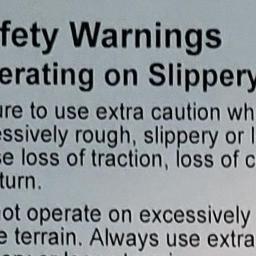 fety Warnings
erating on Slippery
ure to use extra caution wh
essively rough, slippery or l
se loss of traction, loss of c
turn.
ot operate on excessively
e terrain. Always use extra